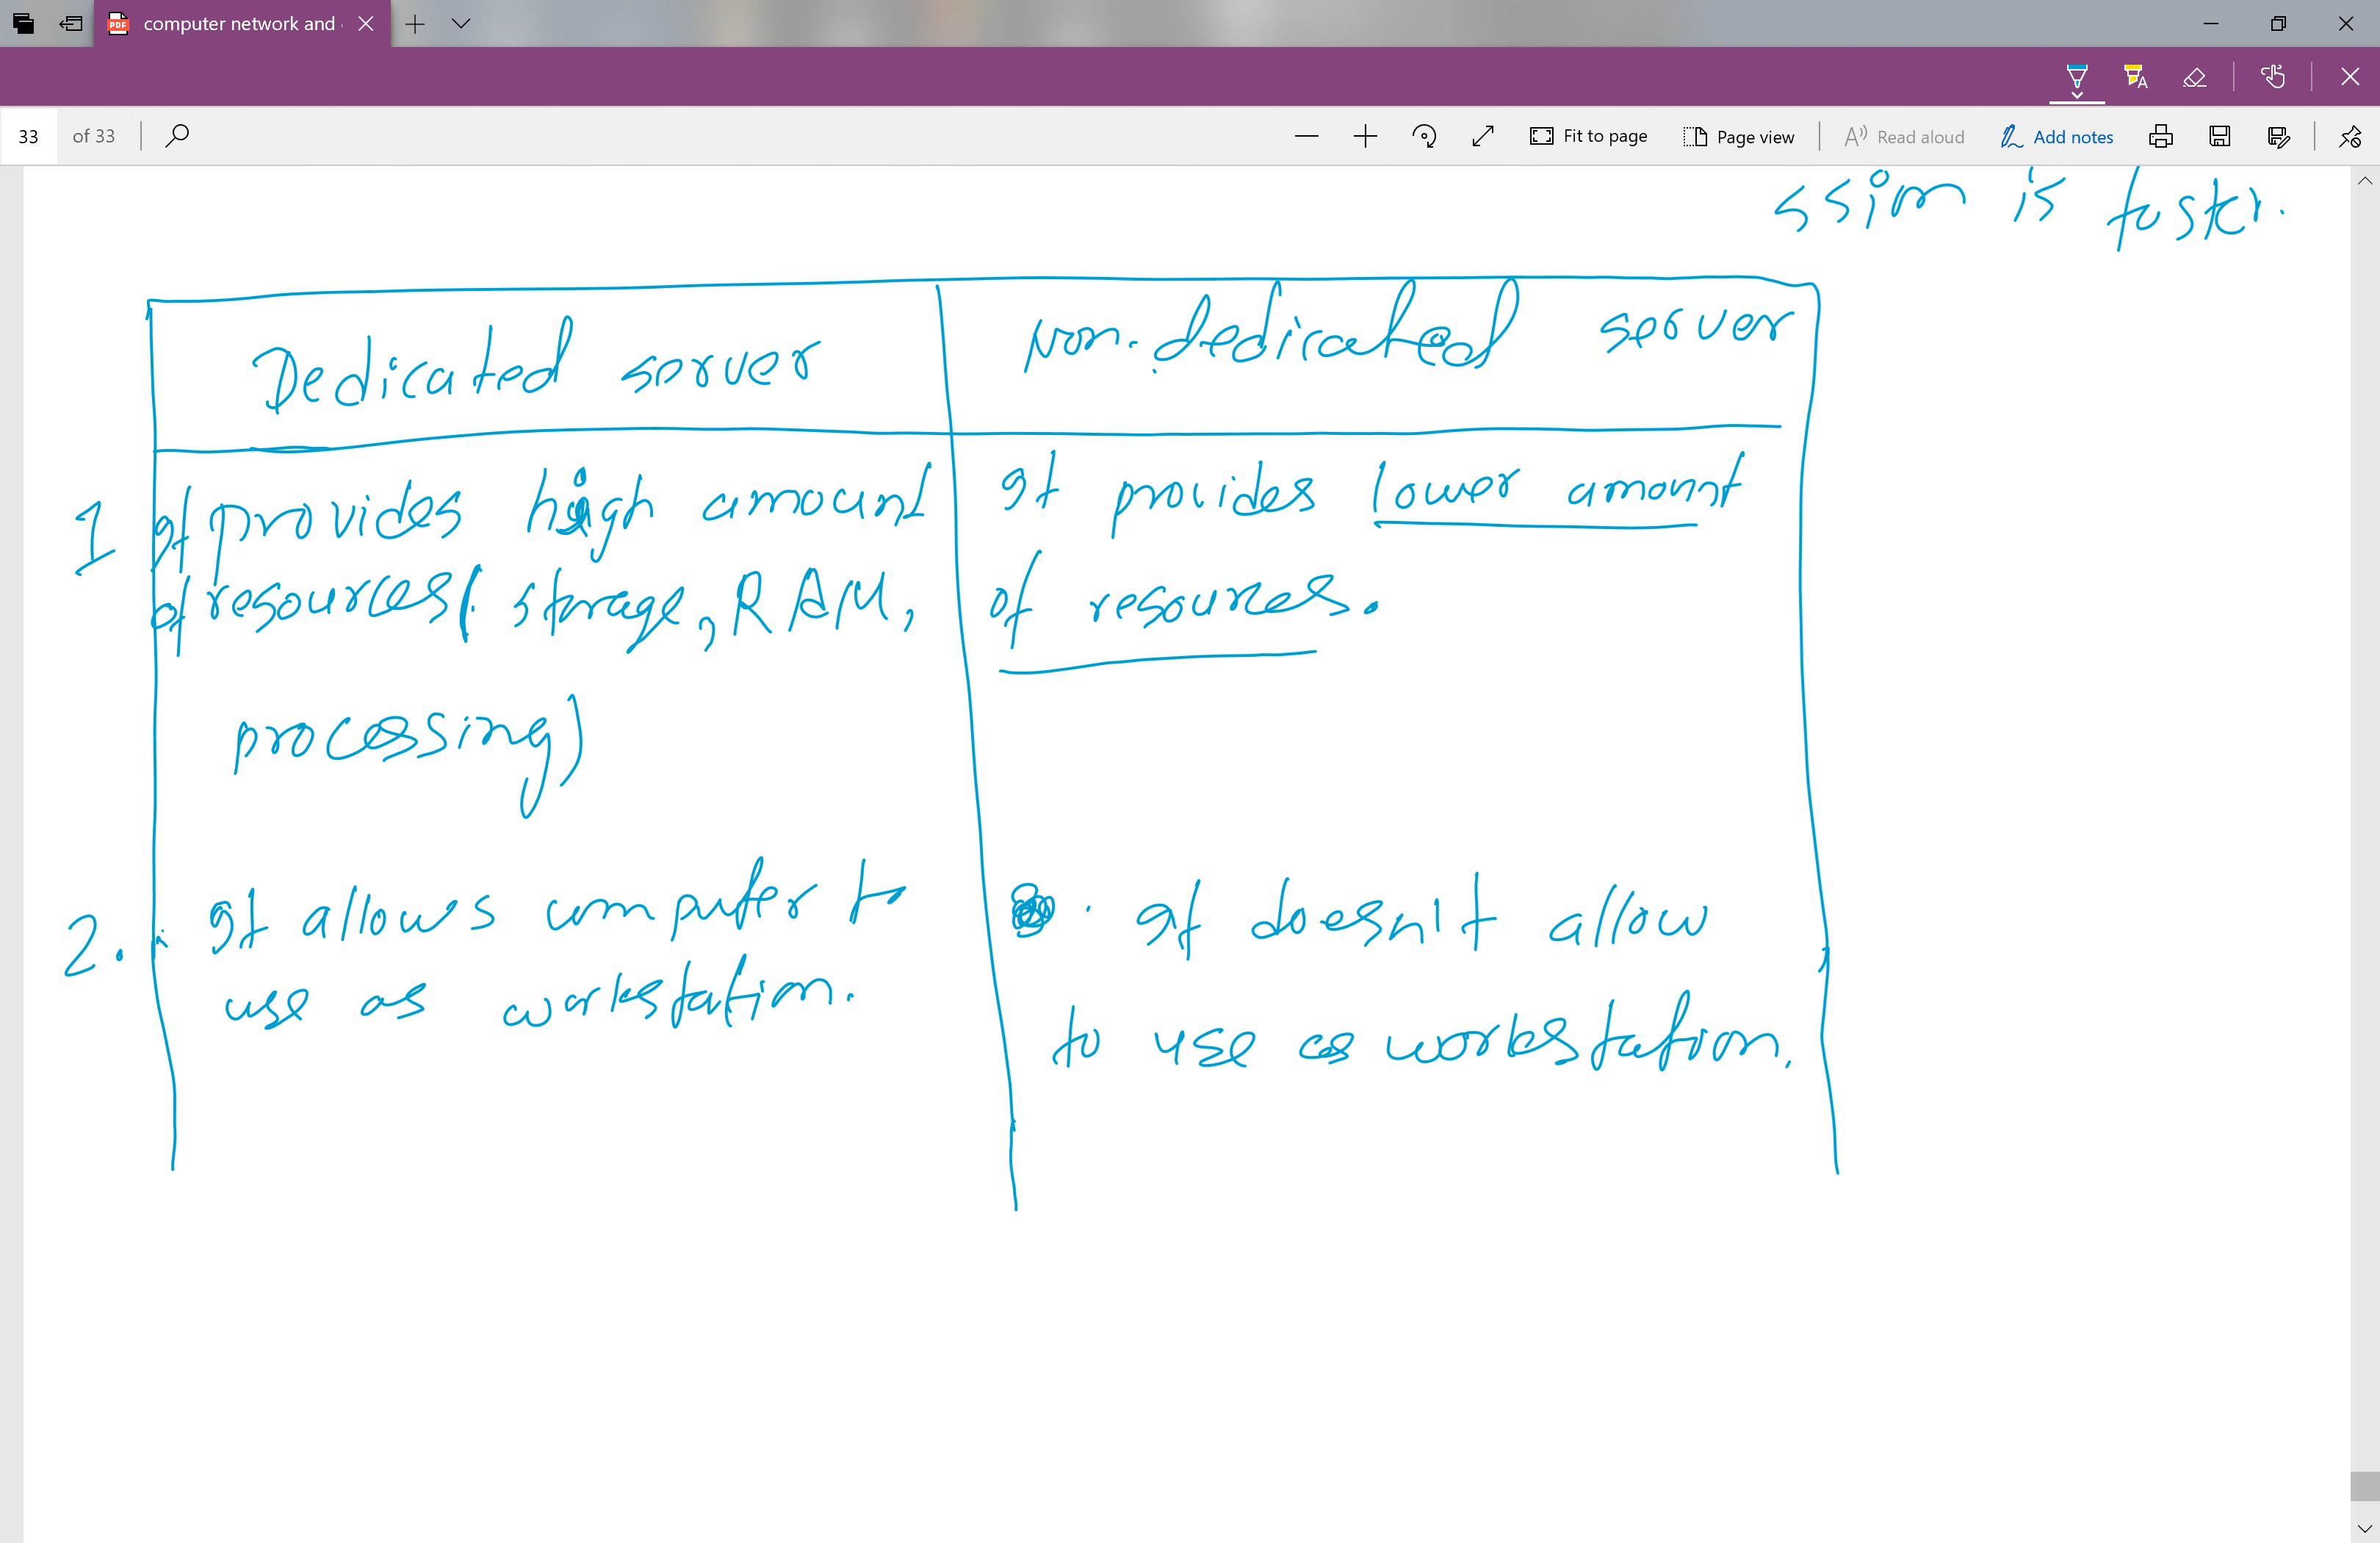 computer network and
33 of 33 Fit to page Page view Read aloud Add notes
ssion is faster.
Dedicated server Non-dedicated server
1 It provides high amount It provides lower amount
of resources( storage, RAM, of resources.
processing)
2. It allows computer to It doesn't allow
use as workstation. to use as workstation.